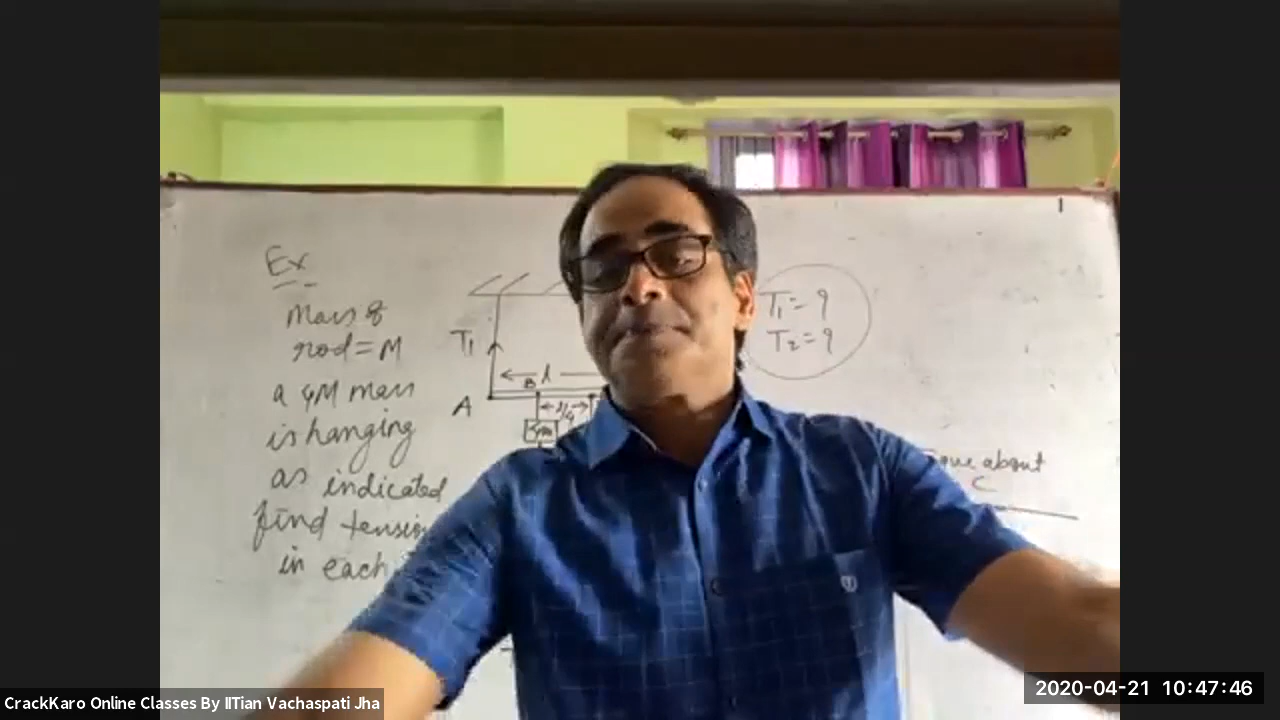 Ex
Mass of
rod = M
a 4M mass
is hanging
as indicated
find tension
in each
T1
l
B
A
l/4
T1 = ?
T2 = ?
about
C
CrackKaro Online Classes By IITian Vachaspati Jha
2020-04-21 10:47:46